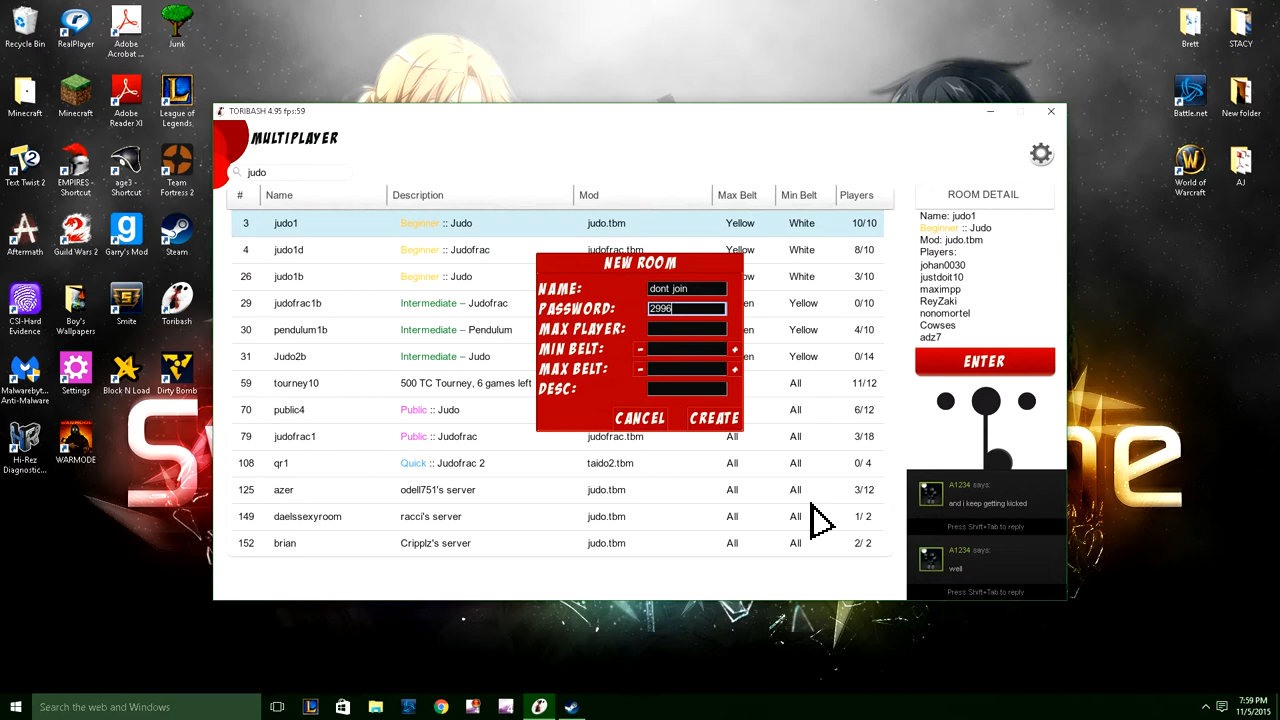 Recycle Bin
RealPlayer
Adobe
Acrobat ...
Junk
Brett
STACY
Minecraft
Minecraft
Adobe
Reader XI
League of
Legends
Battle.net
New folder
Text Twist 2
EMPIRES -
Shortcut
age3 -
Shortcut
Team
Fortress 2
World of
Warcraft
AJ
Aftermath
Guild Wars 2
Garry's
Mod
Steam
CSI-Hard
Evidence
Boy's
Wallpapers
Smite
Toribash
Malwarebyt...
Anti-Malware
Settings
Block N Load
Dirty Bomb
Hi-Rez
Diagnostic...
WARMODE
TORIBASH 4.95 fps:59
MULTIPLAYER
judo
# Name Description Mod Max Belt Min Belt Players
3 judo1 Beginner :: Judo judo.tbm Yellow White 10/10
4 judo1d Beginner :: Judofrac judofrac.tbm Yellow White 8/10
26 judo1b Beginner :: Judo Yellow White 3/10
29 judofrac1b Intermediate – Judofrac Yellow 0/10
30 pendulum1b Intermediate – Pendulum Yellow 4/10
31 Judo2b Intermediate – Judo Yellow 0/14
59 tourney10 500 TC Tourney, 6 games left All 11/12
70 public4 Public :: Judo All 6/12
79 judofrac1 Public :: Judofrac judofrac.tbm All All 3/18
108 qr1 Quick :: Judofrac 2 taido2.tbm All All 0/ 4
125 azer odell751's server judo.tbm All All 3/12
149 daelssexyroom racci's server judo.tbm All All 1/ 2
152 brian Cripplz's server judo.tbm All All 2/ 2
NEW ROOM
NAME: dont join
PASSWORD: 2996
MAX PLAYER:
MIN BELT: - +
MAX BELT: - +
DESC:
CANCEL CREATE
ROOM DETAIL
Name: judo1
Beginner :: Judo
Mod: judo.tbm
Players:
johan0030
justdoit10
maximpp
ReyZaki
nonomortel
Cowses
adz7
ENTER
A1234 says:
and i keep getting kicked
Press Shift+Tab to reply
A1234 says:
well
Press Shift+Tab to reply
Search the web and Windows
7:59 PM
11/5/2015